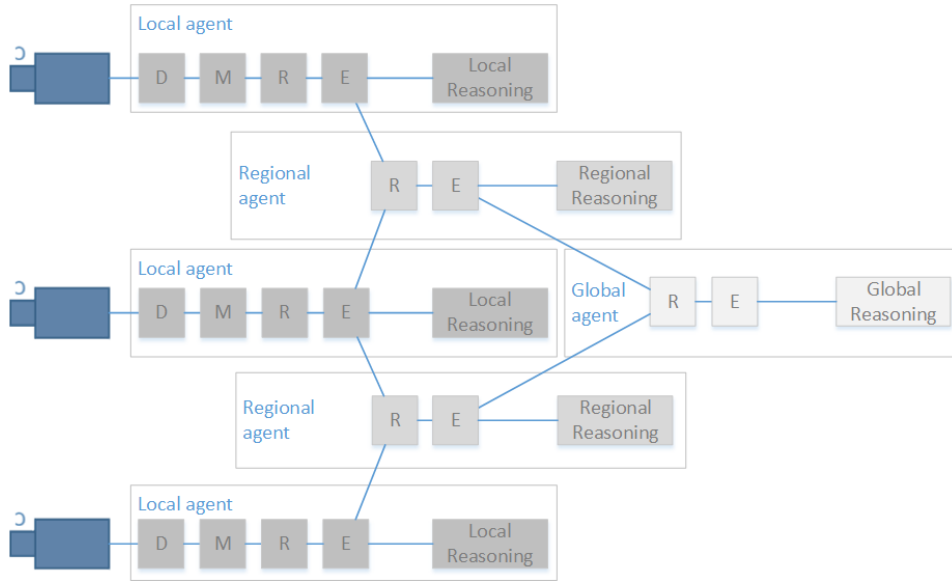 Local agent
D M R E Local
Reasoning
Regional
agent
R E Regional
Reasoning
Local agent
D M R E Local
Reasoning
Global
agent
R E Global
Reasoning
Regional
agent
R E Regional
Reasoning
Local agent
D M R E Local
Reasoning